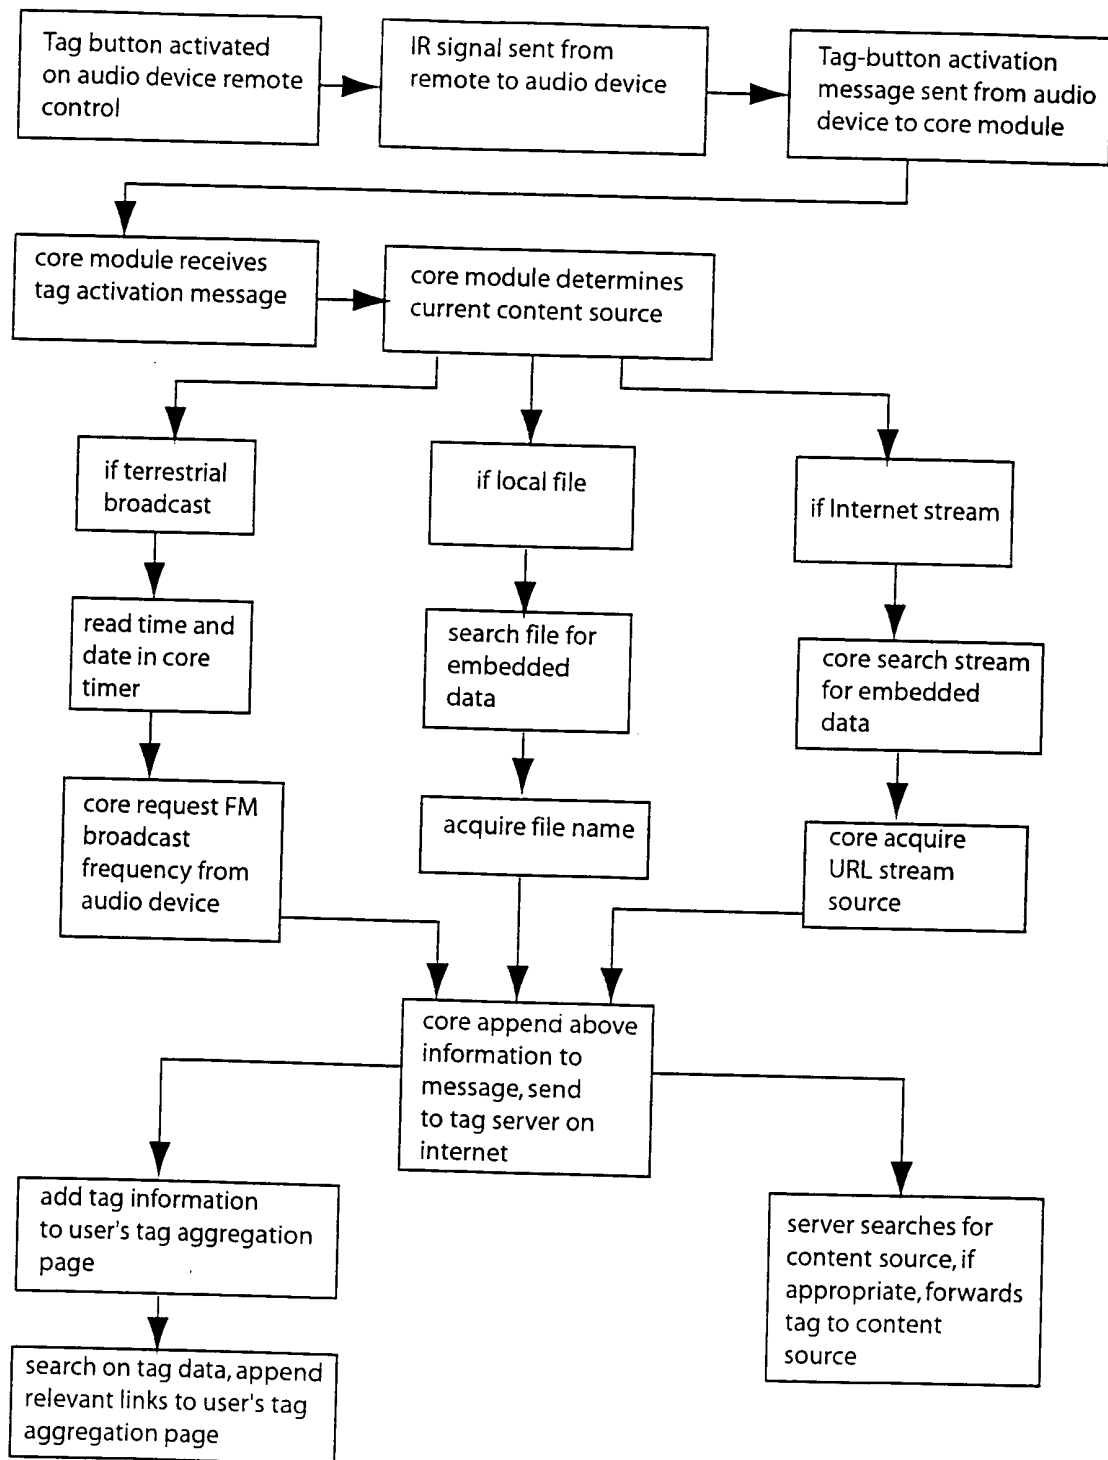 Tag button activated
on audio device remote
control
IR signal sent from
remote to audio device
Tag-button activation
message sent from audio
device to core module
core module receives
tag activation message
core module determines
current content source
if terrestrial
broadcast
if local file
if Internet stream
read time and
date in core
timer
search file for
embedded
data
core search stream
for embedded
data
core request FM
broadcast
frequency from
audio device
acquire file name
core acquire
URL stream
source
core append above
information to
message, send
to tag server on
internet
add tag information
to user's tag aggregation
page
server searches for
content source, if
appropriate, forwards
tag to content
source
search on tag data, append
relevant links to user's tag
aggregation page